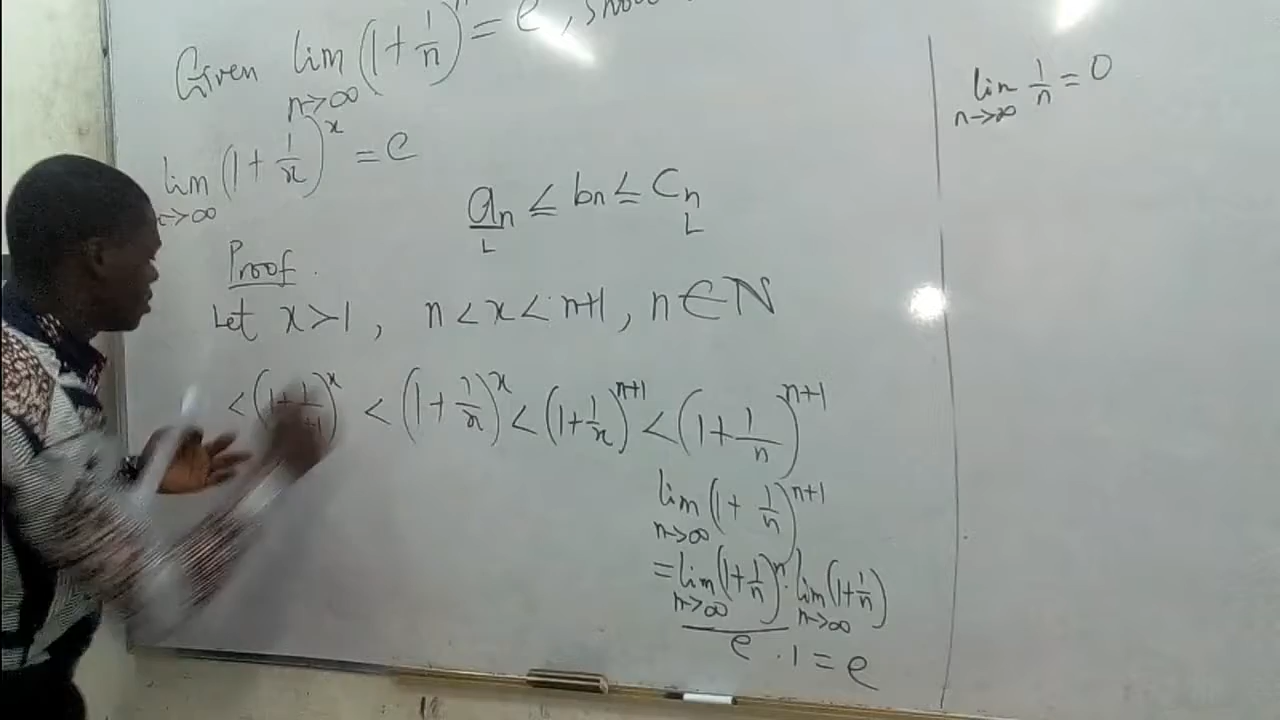 Given lim (1 + 1/n)^n = e, show
n→∞
lim (1 + 1/x)^x = e
x→∞
aₙ ≤ bₙ ≤ Cₙ
L L
Proof.
Let x > 1, n < x < n+1, n ∈ ℕ
< (1 + 1/n+1)^x < (1 + 1/x)^x < (1 + 1/x)^n+1 < (1 + 1/n)^n+1
lim (1 + 1/n)^n+1
n→∞
= lim (1 + 1/n)^n . lim (1 + 1/n)
n→∞ n→∞
e . 1 = e
lim 1/n = 0
n→∞